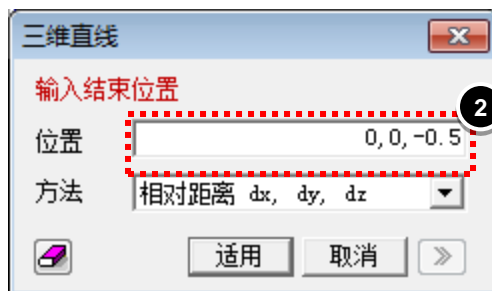 三维直线
输入结束位置
2
位置 0,0,-0.5
方法 相对距离 dx, dy, dz
适用 取消